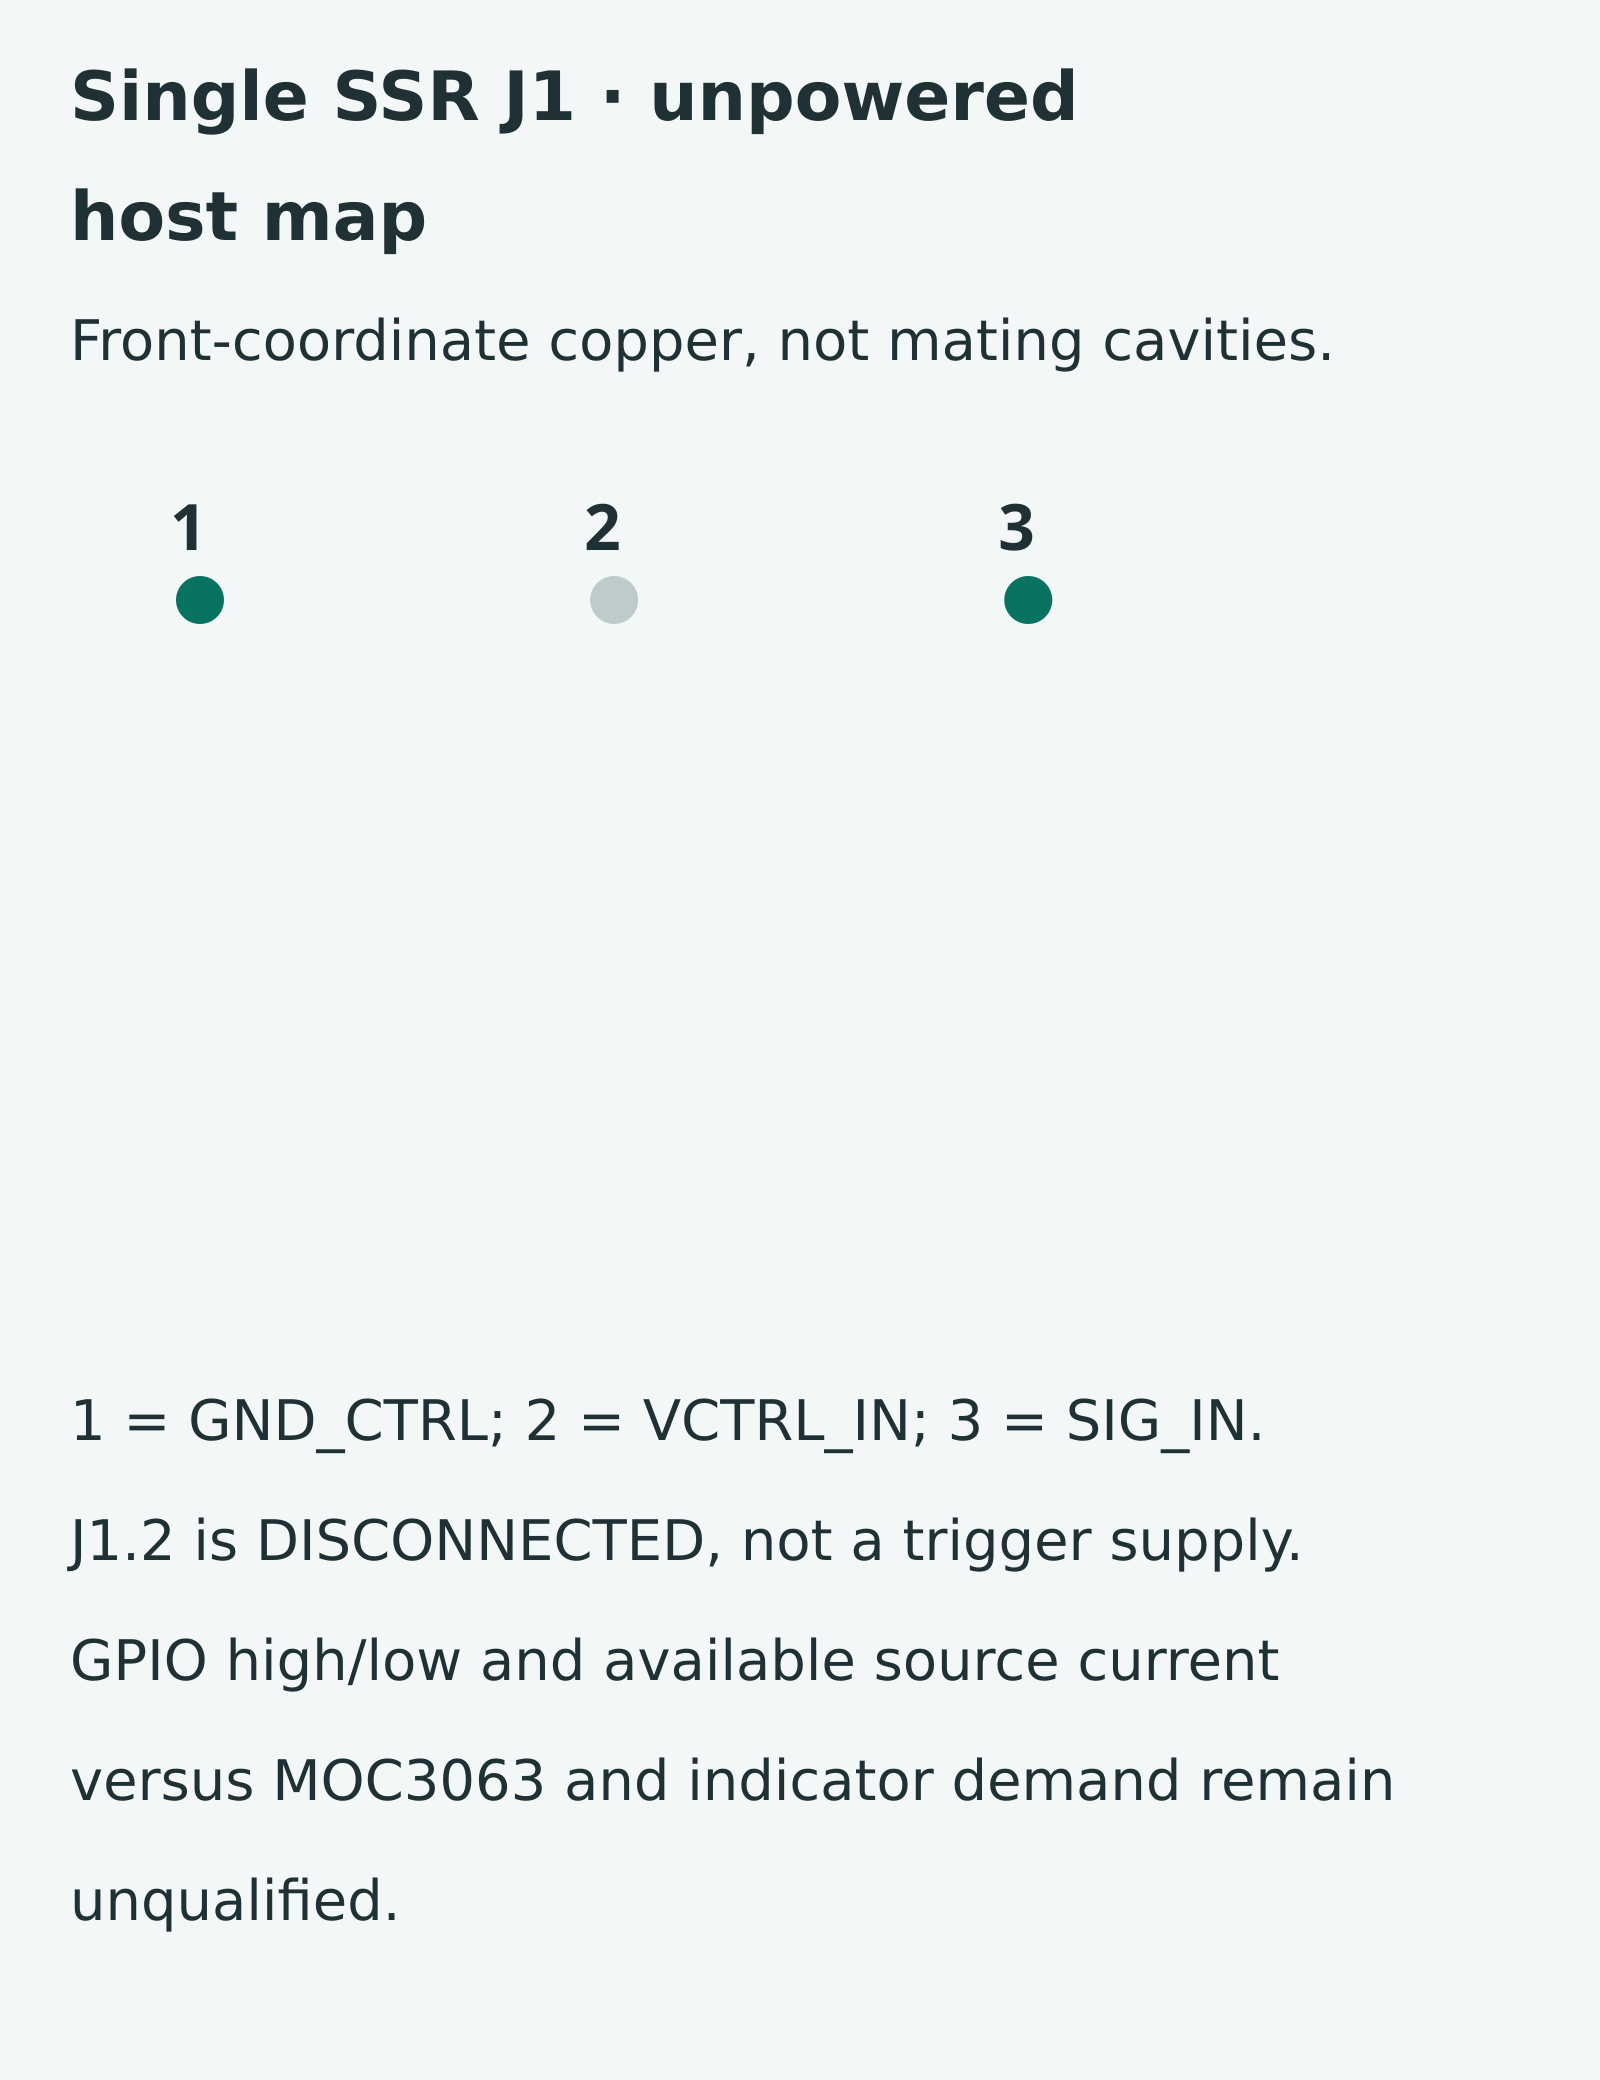 Single SSR J1 · unpowered
host map
Front-coordinate copper, not mating cavities.
1 2 3
1 = GND_CTRL; 2 = VCTRL_IN; 3 = SIG_IN.
J1.2 is DISCONNECTED, not a trigger supply.
GPIO high/low and available source current
versus MOC3063 and indicator demand remain
unqualified.